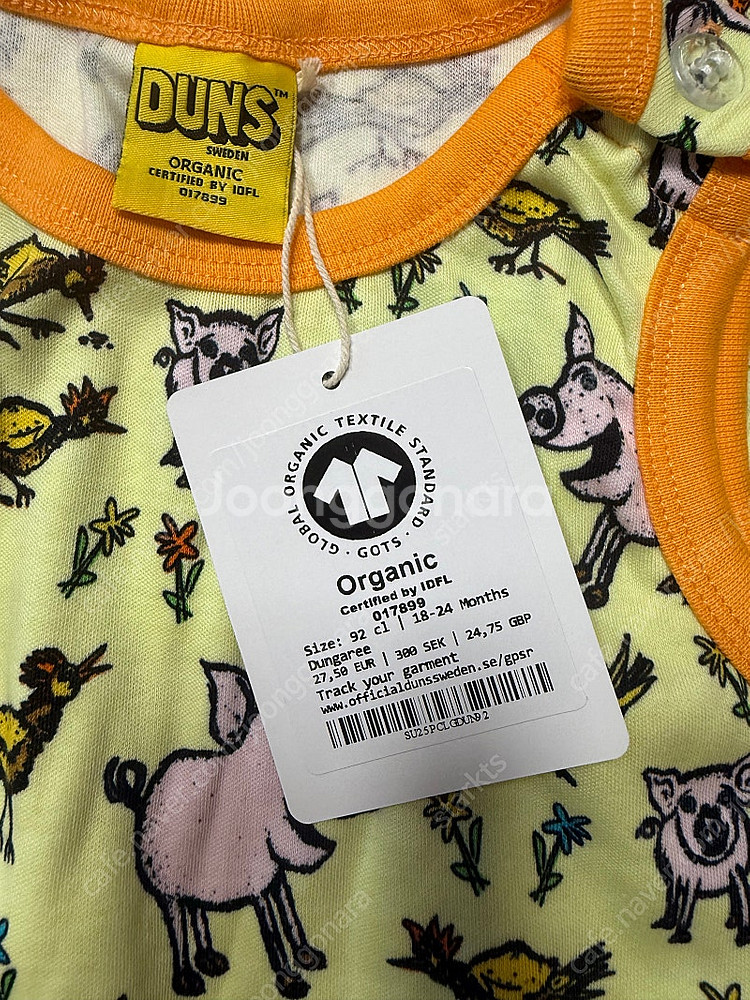 DUNS™
SWEDEN
ORGANIC
CERTIFIED BY IDFL
017899
GLOBAL ORGANIC TEXTILE STANDARD · GOTS ·
Organic
Certified by IDFL
017899
Size: 92 cl | 18-24 Months
Dungaree
27,50 EUR | 300 SEK | 24,75 GBP
Track your garment
www.officialdunssweden.se/gpsr
SU25PCLGDUN92
Joonggonara